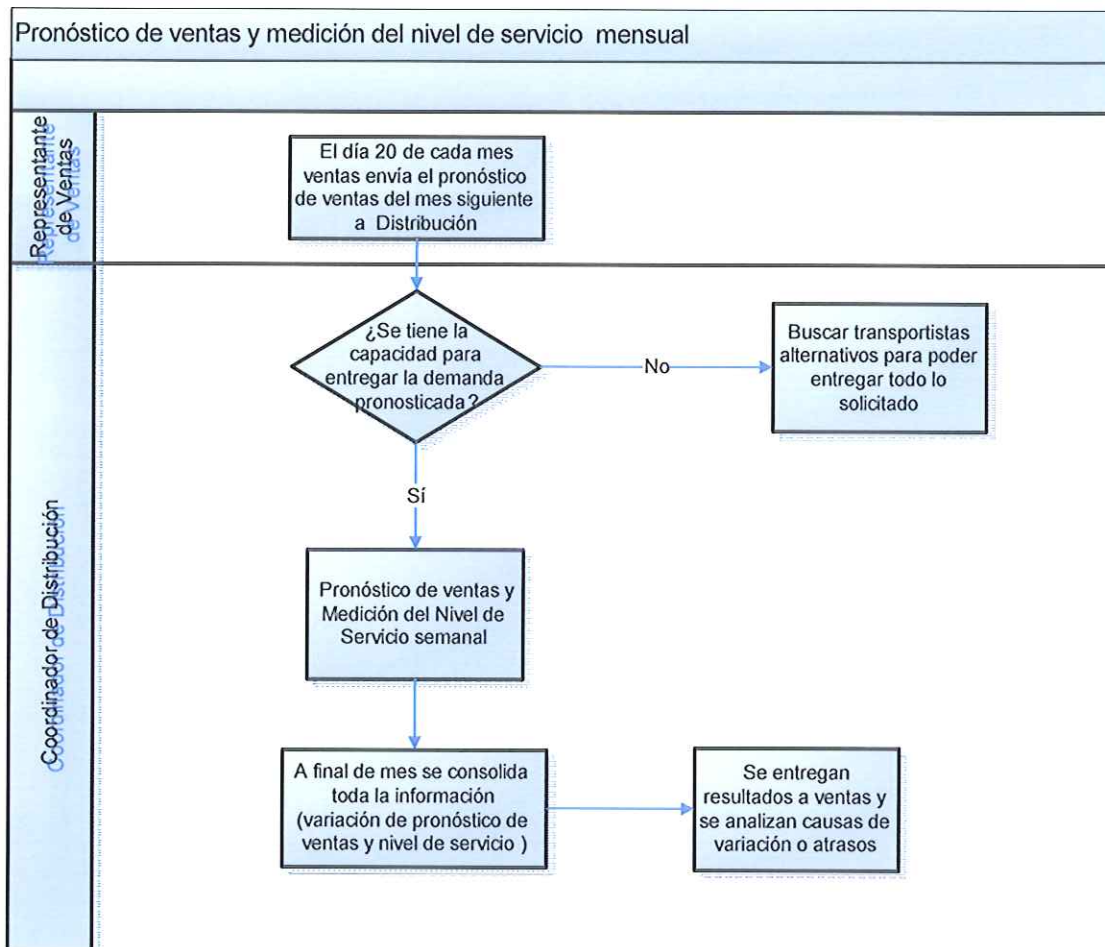 Pronóstico de ventas y medición del nivel de servicio mensual
Representante
de Ventas
El día 20 de cada mes
ventas envía el pronóstico
de ventas del mes siguiente
a Distribución
¿Se tiene la
capacidad para
entregar la demanda
pronosticada?
No
Buscar transportistas
alternativos para poder
entregar todo lo
solicitado
Sí
Coordinador de Distribución
Pronóstico de ventas y
Medición del Nivel de
Servicio semanal
A final de mes se consolida
toda la información
(variación de pronóstico de
ventas y nivel de servicio )
Se entregan
resultados a ventas y
se analizan causas de
variación o atrasos